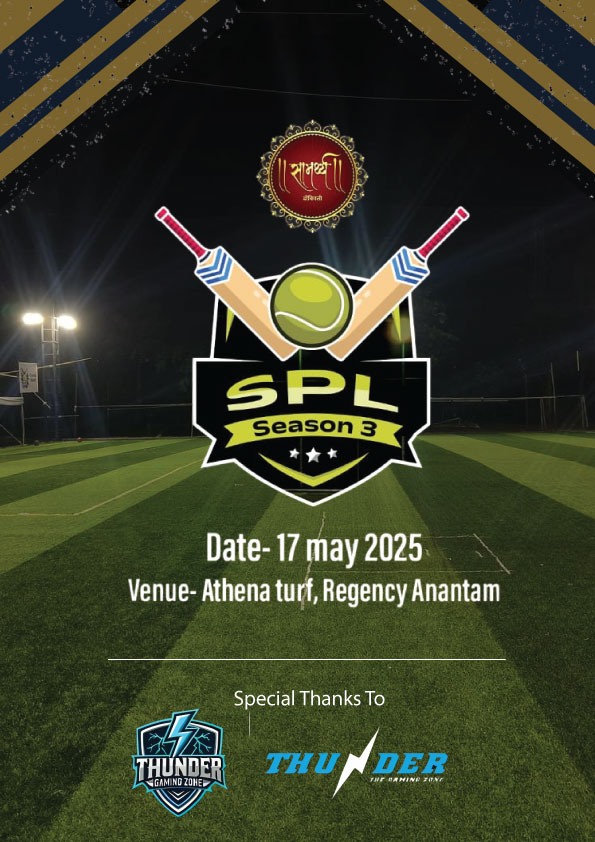 || सामर्थ्य ||
डोंबिवली
SPL
Season 3
Date- 17 may 2025
Venue- Athena turf, Regency Anantam
Special Thanks To
THUNDER
GAMING ZONE
THUNDER
THE GAMING ZONE